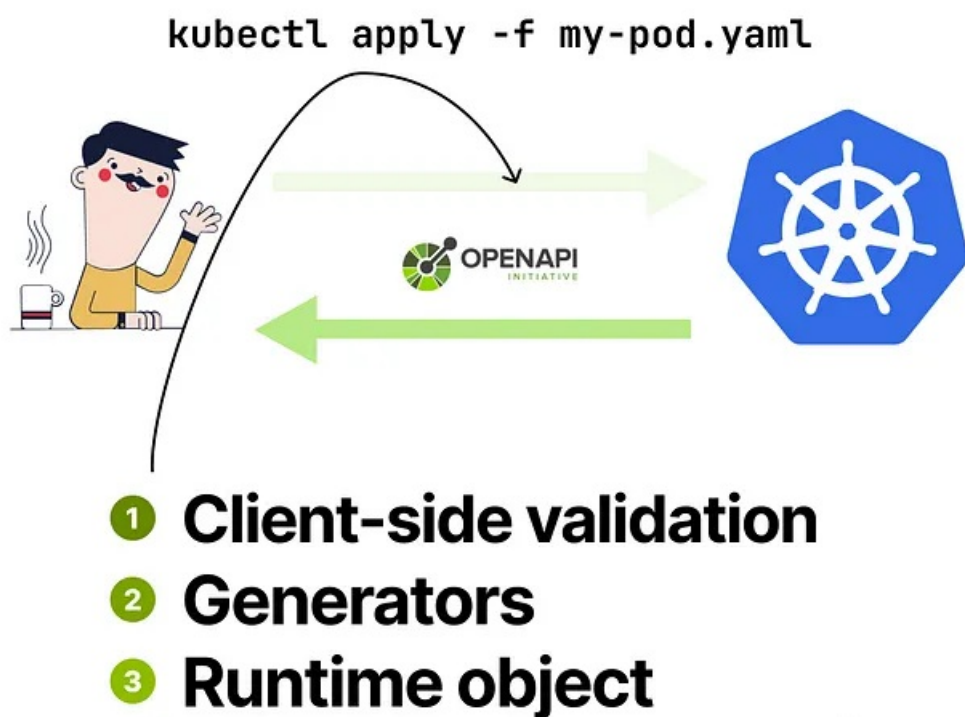 kubectl apply -f my-pod.yaml
OPENAPI
INITIATIVE
1 Client-side validation
2 Generators
3 Runtime object